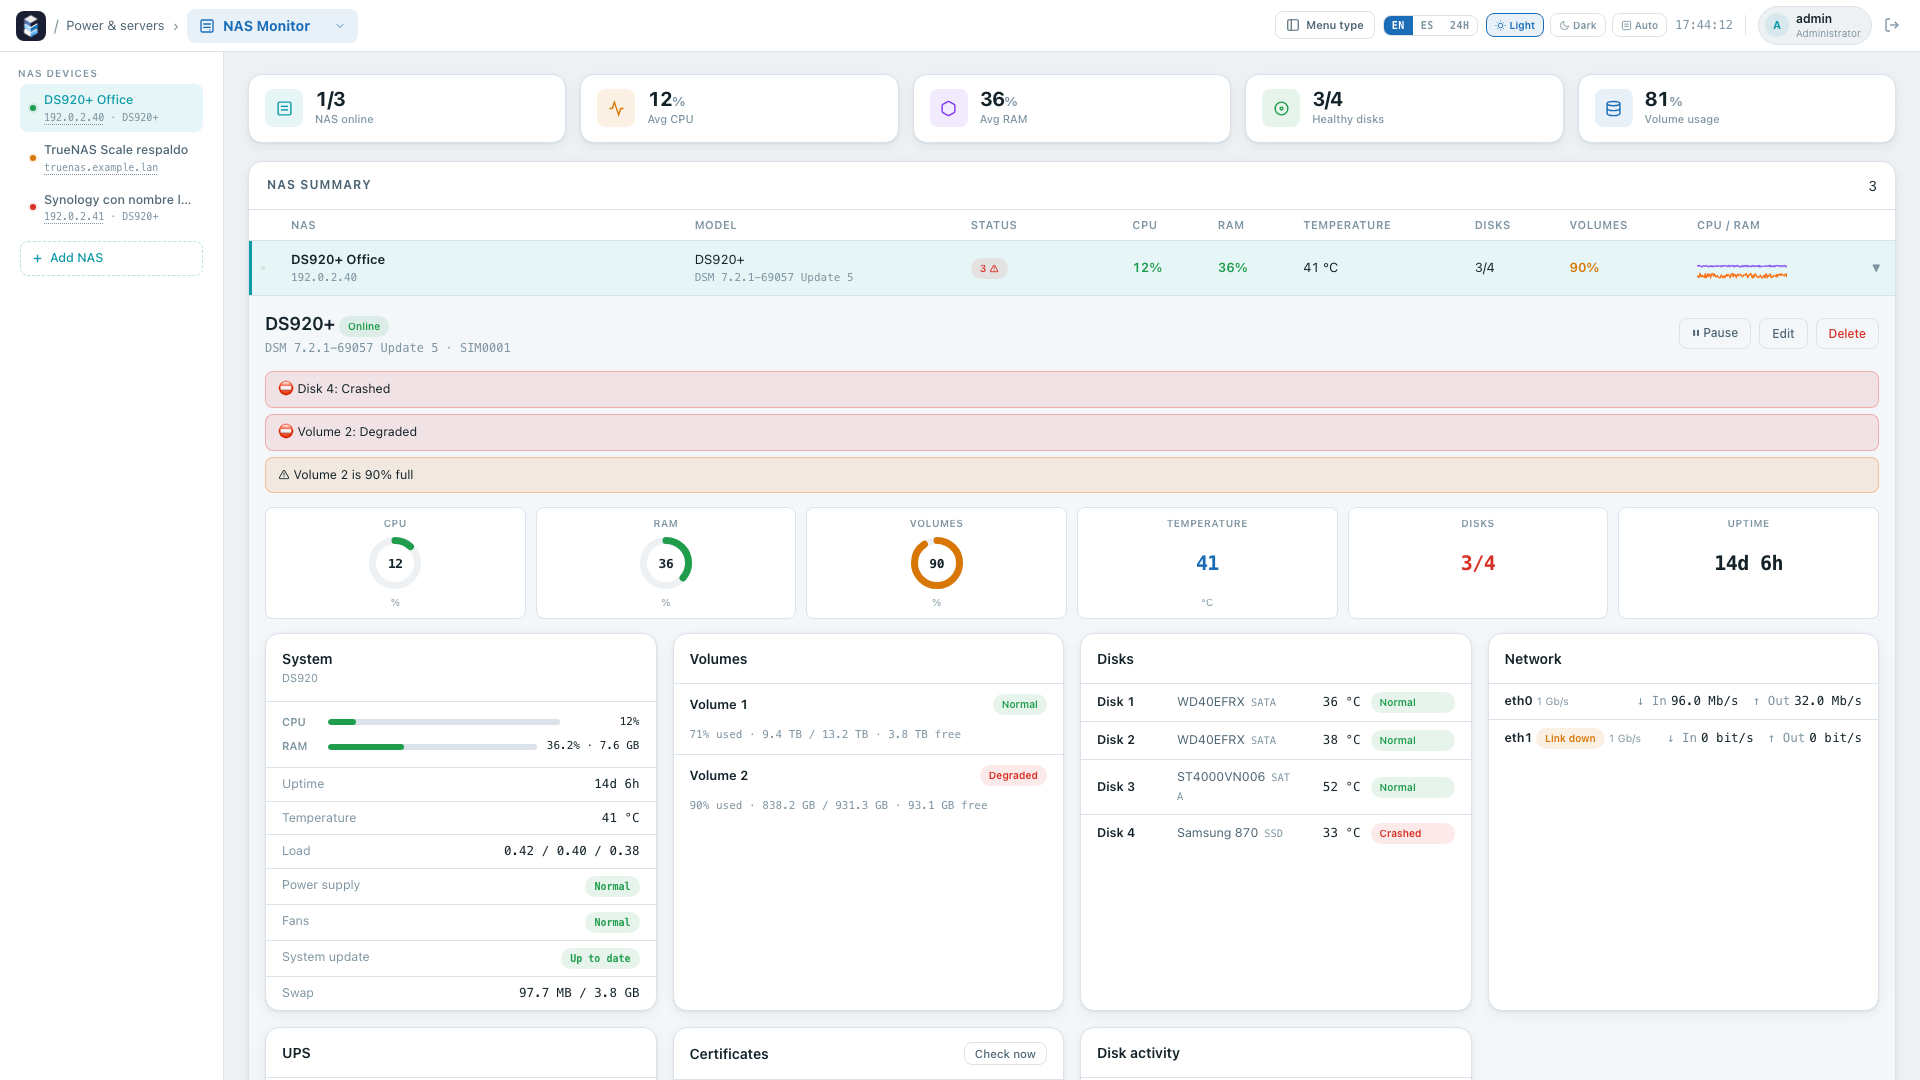 / Power & servers › NAS Monitor
Menu type EN ES 24H Light Dark Auto 17:44:12 A admin
Administrator
NAS DEVICES
DS920+ Office
192.0.2.40 · DS920+
TrueNAS Scale respaldo
truenas.example.lan
Synology con nombre l...
192.0.2.41 · DS920+
+ Add NAS
1/3
NAS online
12%
Avg CPU
36%
Avg RAM
3/4
Healthy disks
81%
Volume usage
NAS SUMMARY 3
NAS MODEL STATUS CPU RAM TEMPERATURE DISKS VOLUMES CPU / RAM
DS920+ Office DS920+ 3 ⚠ 12% 36% 41 °C 3/4 90% ▼
192.0.2.40 DSM 7.2.1-69057 Update 5
DS920+ Online
DSM 7.2.1-69057 Update 5 · SIM0001
Pause Edit Delete
⛔ Disk 4: Crashed
⛔ Volume 2: Degraded
⚠ Volume 2 is 90% full
CPU
12
%
RAM
36
%
VOLUMES
90
%
TEMPERATURE
41
°C
DISKS
3/4
UPTIME
14d 6h
System
DS920
CPU 12%
RAM 36.2% · 7.6 GB
Uptime 14d 6h
Temperature 41 °C
Load 0.42 / 0.40 / 0.38
Power supply Normal
Fans Normal
System update Up to date
Swap 97.7 MB / 3.8 GB
Volumes
Volume 1 Normal
71% used · 9.4 TB / 13.2 TB · 3.8 TB free
Volume 2 Degraded
90% used · 838.2 GB / 931.3 GB · 93.1 GB free
Disks
Disk 1 WD40EFRX SATA 36 °C Normal
Disk 2 WD40EFRX SATA 38 °C Normal
Disk 3 ST4000VN006 SAT
A 52 °C Normal
Disk 4 Samsung 870 SSD 33 °C Crashed
Network
eth0 1 Gb/s ↓ In 96.0 Mb/s ↑ Out 32.0 Mb/s
eth1 Link down 1 Gb/s ↓ In 0 bit/s ↑ Out 0 bit/s
UPS
Certificates Check now
Disk activity